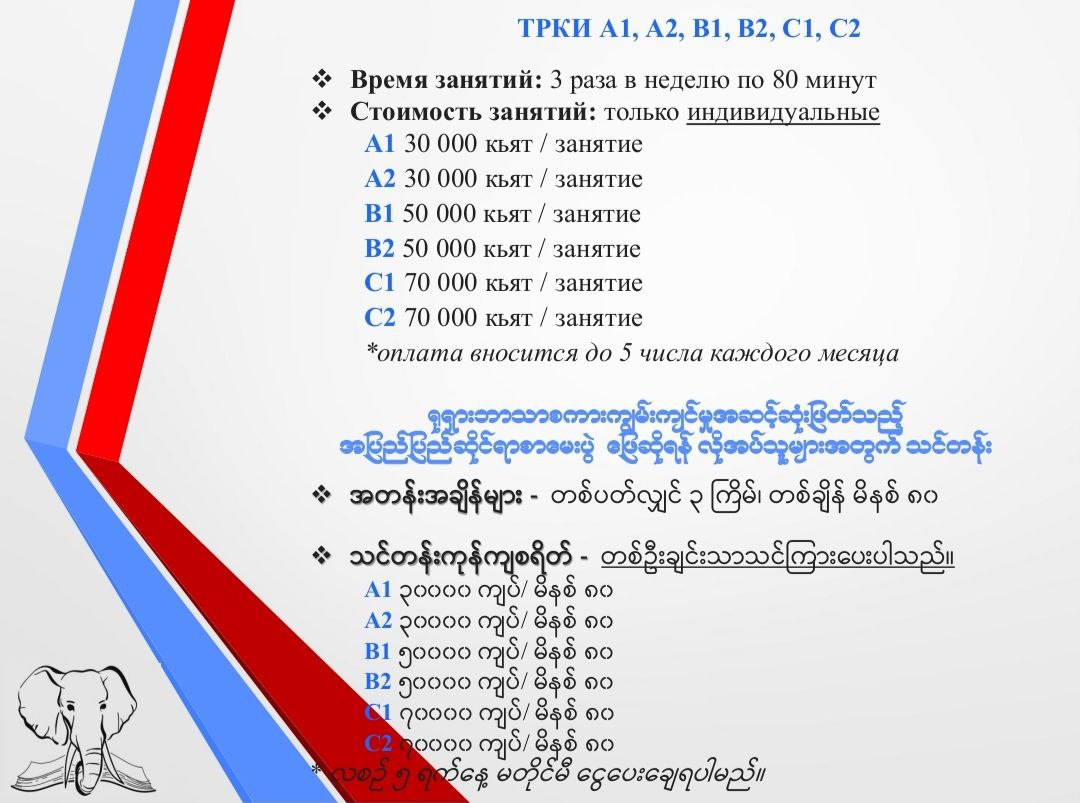 ТРКИ A1, A2, B1, B2, C1, C2
❖ Время занятий: 3 раза в неделю по 80 минут
❖ Стоимость занятий: только индивидуальные
A1 30 000 кьят / занятие
A2 30 000 кьят / занятие
B1 50 000 кьят / занятие
B2 50 000 кьят / занятие
C1 70 000 кьят / занятие
C2 70 000 кьят / занятие
*оплата вносится до 5 числа каждого месяца
ရုရှားဘာသာစကားကျွမ်းကျင်မှုအဆင့်ဆုံးဖြတ်သည့်
အပြည်ပြည်ဆိုင်ရာစာမေးပွဲ ဖြေဆိုရန် လိုအပ်သူများအတွက် သင်တန်း
❖ အတန်းအချိန်များ - တစ်ပတ်လျှင် ၃ ကြိမ်၊ တစ်ချိန် မိနစ် ၈၀
❖ သင်တန်းကုန်ကျစရိတ် - တစ်ဦးချင်းသာသင်ကြားပေးပါသည်။
A1 ၃၀၀၀၀ ကျပ်/ မိနစ် ၈၀
A2 ၃၀၀၀၀ ကျပ်/ မိနစ် ၈၀
B1 ၅၀၀၀၀ ကျပ်/ မိနစ် ၈၀
B2 ၅၀၀၀၀ ကျပ်/ မိနစ် ၈၀
C1 ၇၀၀၀၀ ကျပ်/ မိနစ် ၈၀
C2 ၇၀၀၀၀ ကျပ်/ မိနစ် ၈၀
* လစဉ် ၅ ရက်နေ့ မတိုင်မီ ငွေပေးချေရပါမည်။